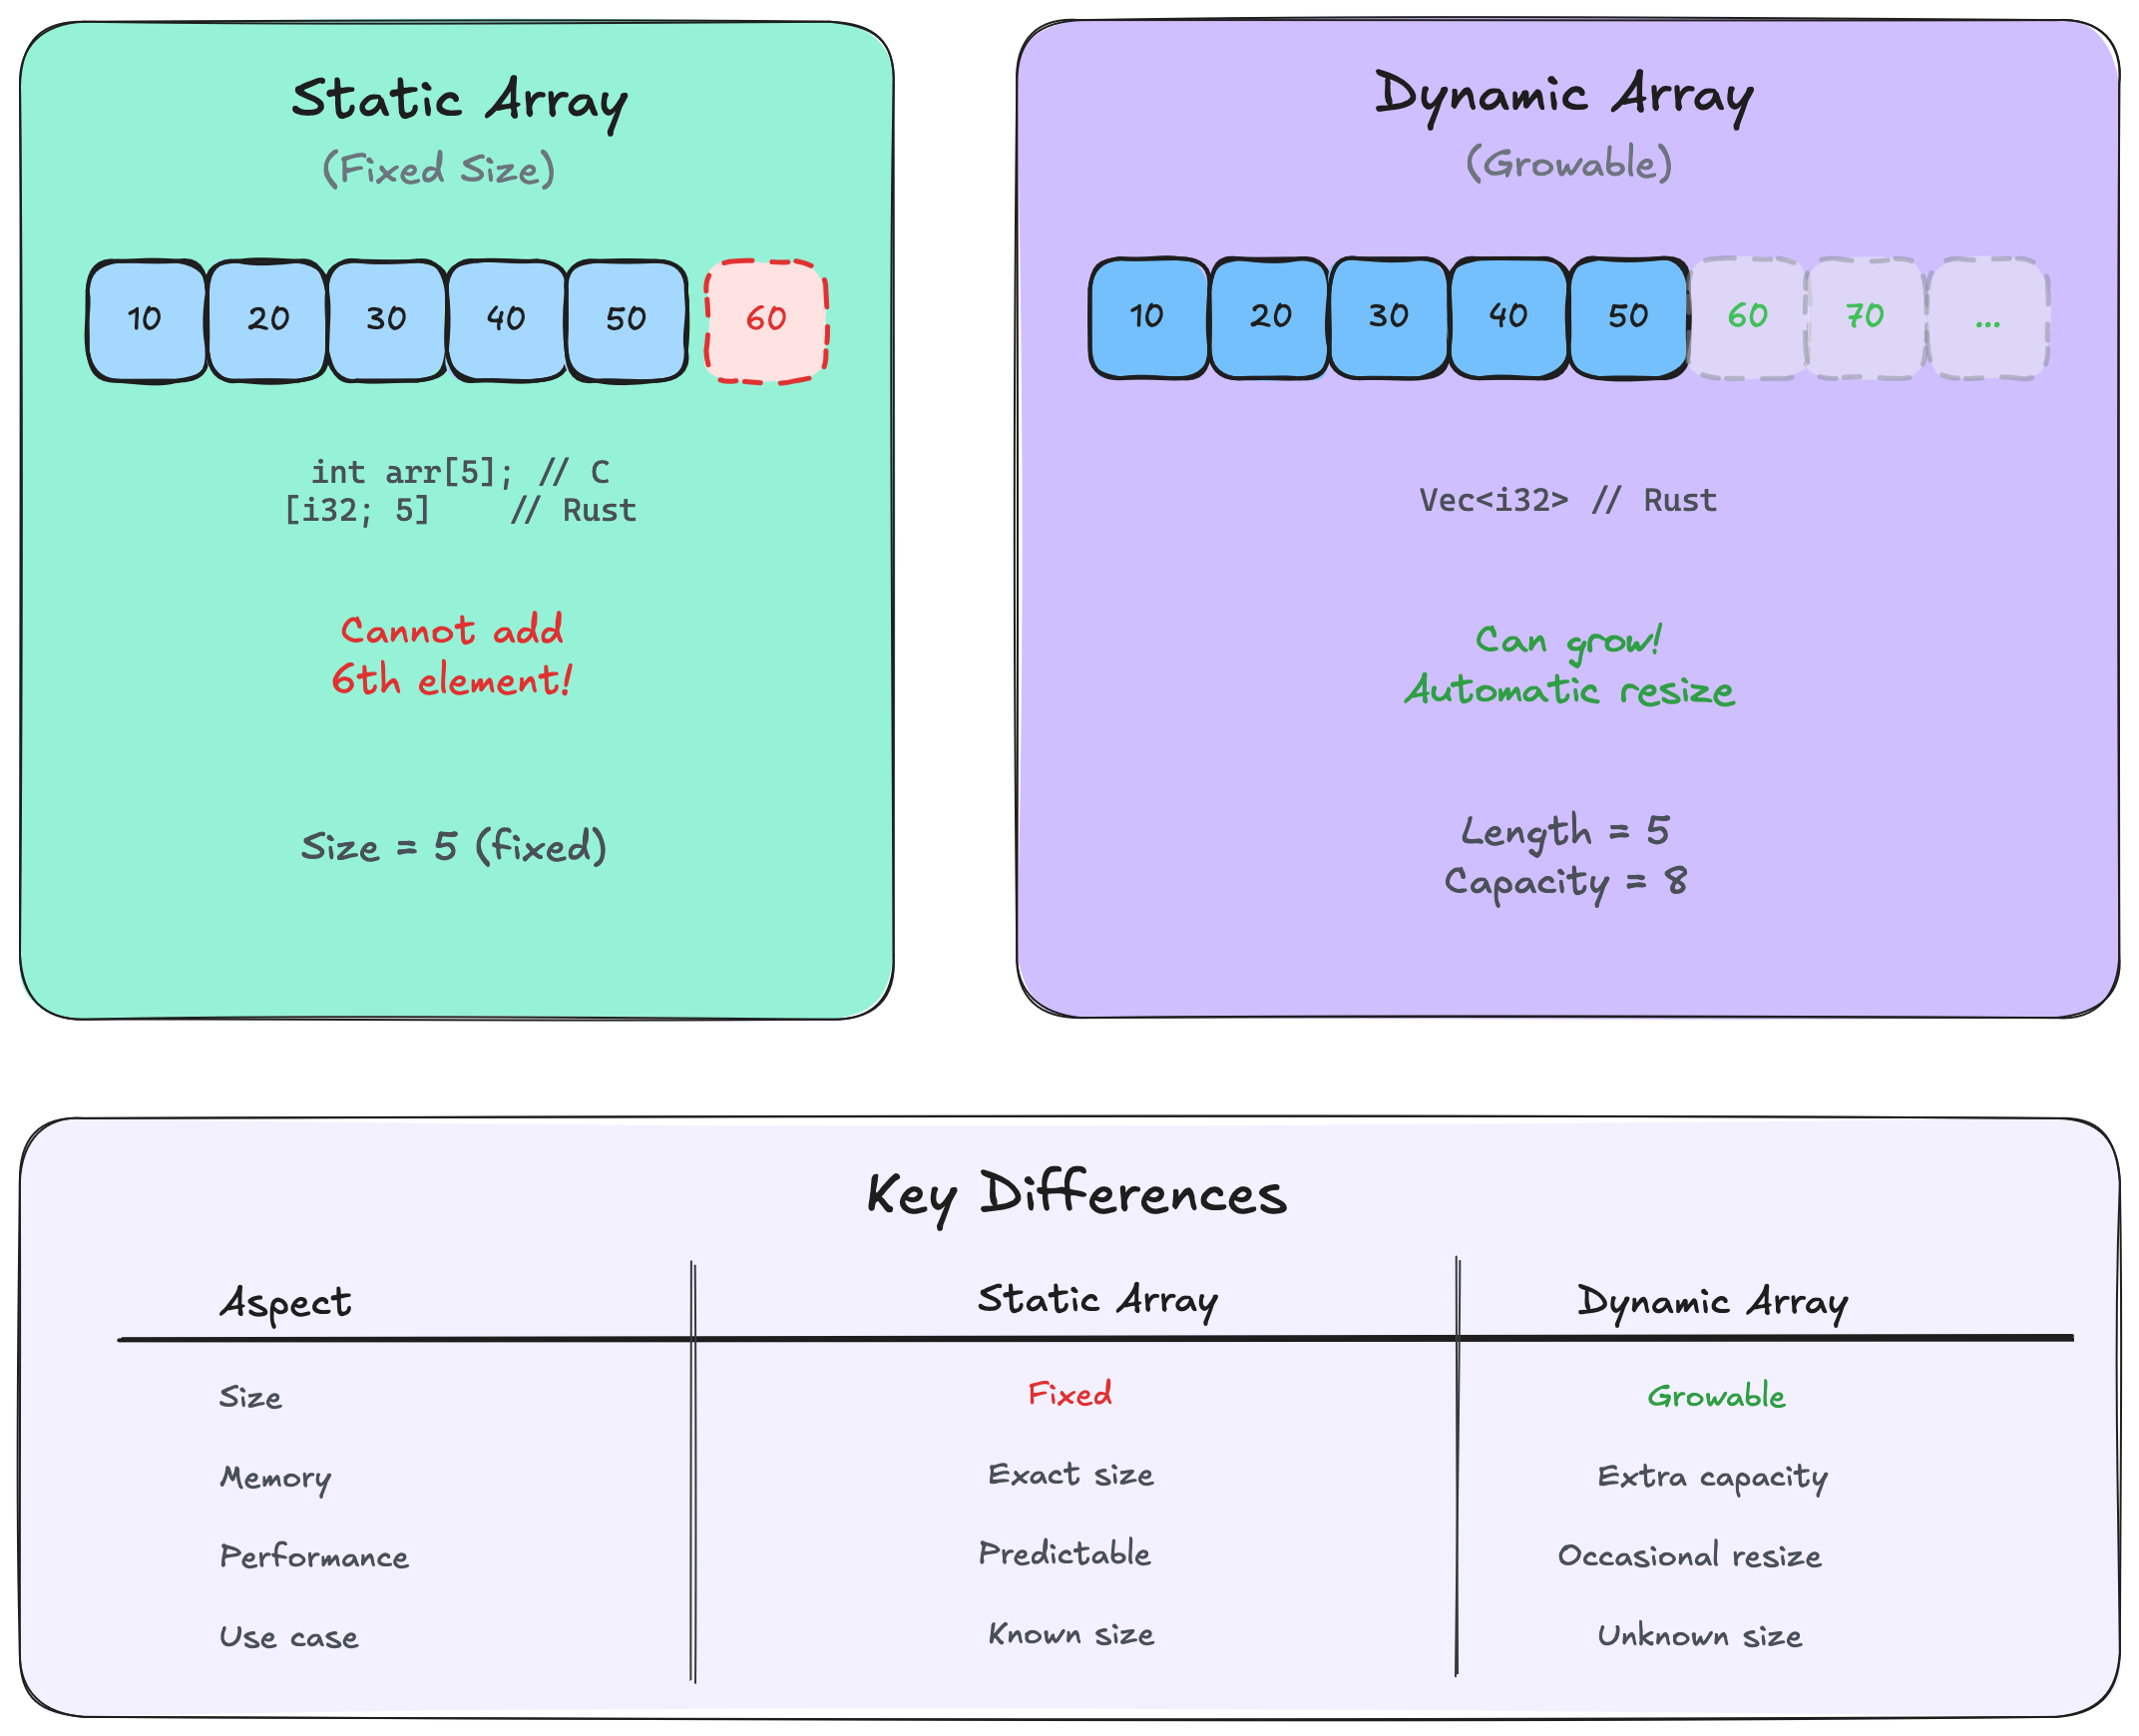 Static Array
(Fixed Size)
10 20 30 40 50 60
int arr[5]; // C
[i32; 5]    // Rust
Cannot add
6th element!
Size = 5 (fixed)
Dynamic Array
(Growable)
10 20 30 40 50 60 70 ...
Vec<i32> // Rust
Can grow!
Automatic resize
Length = 5
Capacity = 8
Key Differences
Aspect Static Array Dynamic Array
Size Fixed Growable
Memory Exact size Extra capacity
Performance Predictable Occasional resize
Use case Known size Unknown size